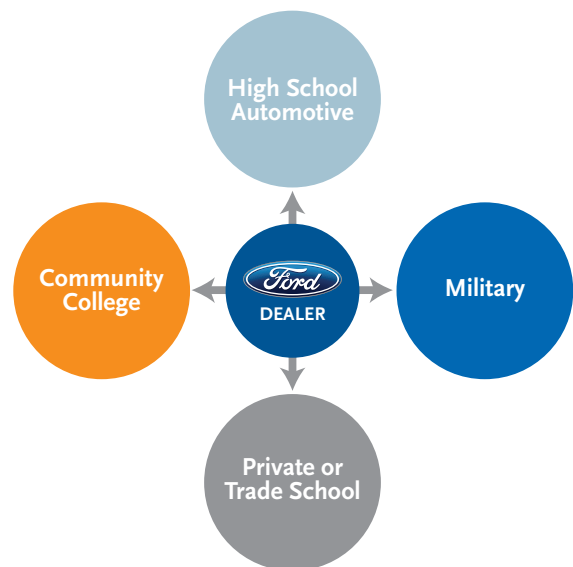 High School
Automotive
Community
College
Ford
DEALER
Military
Private or
Trade School